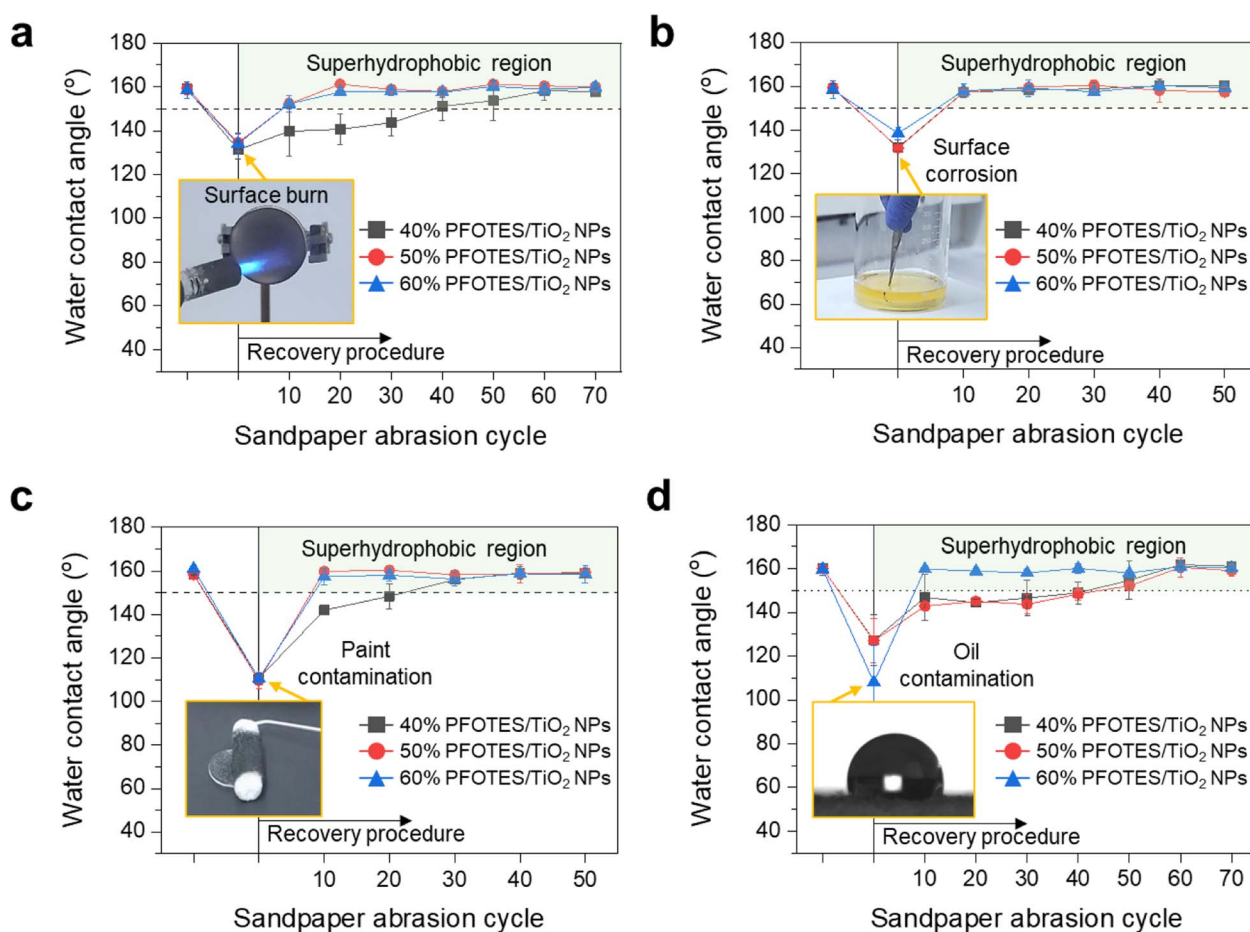 a
Water contact angle (º)
180
160
140
120
100
80
60
40
Superhydrophobic region
Surface burn
40% PFOTES/TiO₂ NPs
50% PFOTES/TiO₂ NPs
60% PFOTES/TiO₂ NPs
Recovery procedure
10 20 30 40 50 60 70
Sandpaper abrasion cycle
b
Water contact angle (º)
180
160
140
120
100
80
60
40
Superhydrophobic region
Surface
corrosion
40% PFOTES/TiO₂ NPs
50% PFOTES/TiO₂ NPs
60% PFOTES/TiO₂ NPs
Recovery procedure
10 20 30 40 50
Sandpaper abrasion cycle
c
Water contact angle (º)
180
160
140
120
100
80
60
40
Superhydrophobic region
Paint
contamination
40% PFOTES/TiO₂ NPs
50% PFOTES/TiO₂ NPs
60% PFOTES/TiO₂ NPs
Recovery procedure
10 20 30 40 50
Sandpaper abrasion cycle
d
Water contact angle (º)
180
160
140
120
100
80
60
40
Superhydrophobic region
Oil
contamination
40% PFOTES/TiO₂ NPs
50% PFOTES/TiO₂ NPs
60% PFOTES/TiO₂ NPs
Recovery procedure
10 20 30 40 50 60 70
Sandpaper abrasion cycle